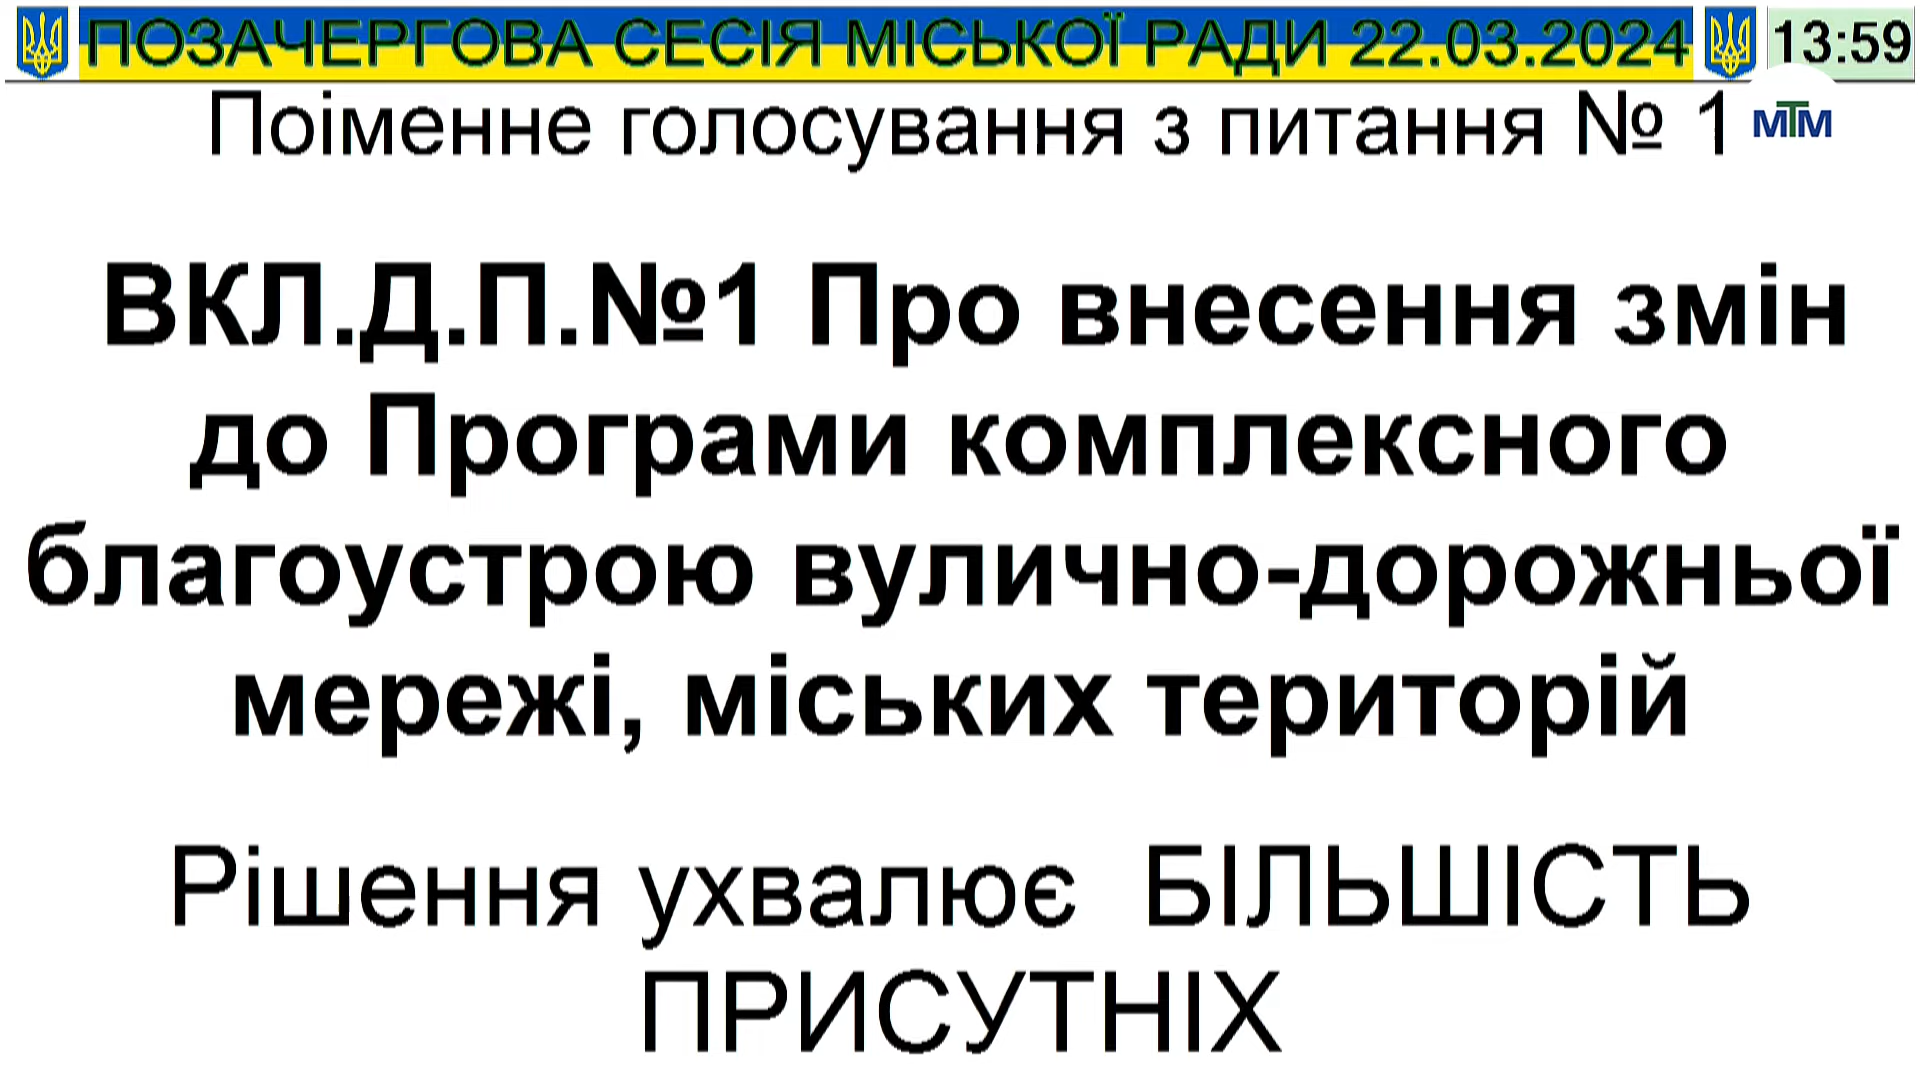 ПОЗАЧЕРГОВА СЕСІЯ МІСЬКОЇ РАДИ 22.03.2024 13:59
Поіменне голосування з питання № 1 МТМ
ВКЛ.Д.П.№1 Про внесення змін
до Програми комплексного
благоустрою вулично-дорожньої
мережі, міських територій
Рішення ухвалює БІЛЬШІСТЬ
ПРИСУТНІХ